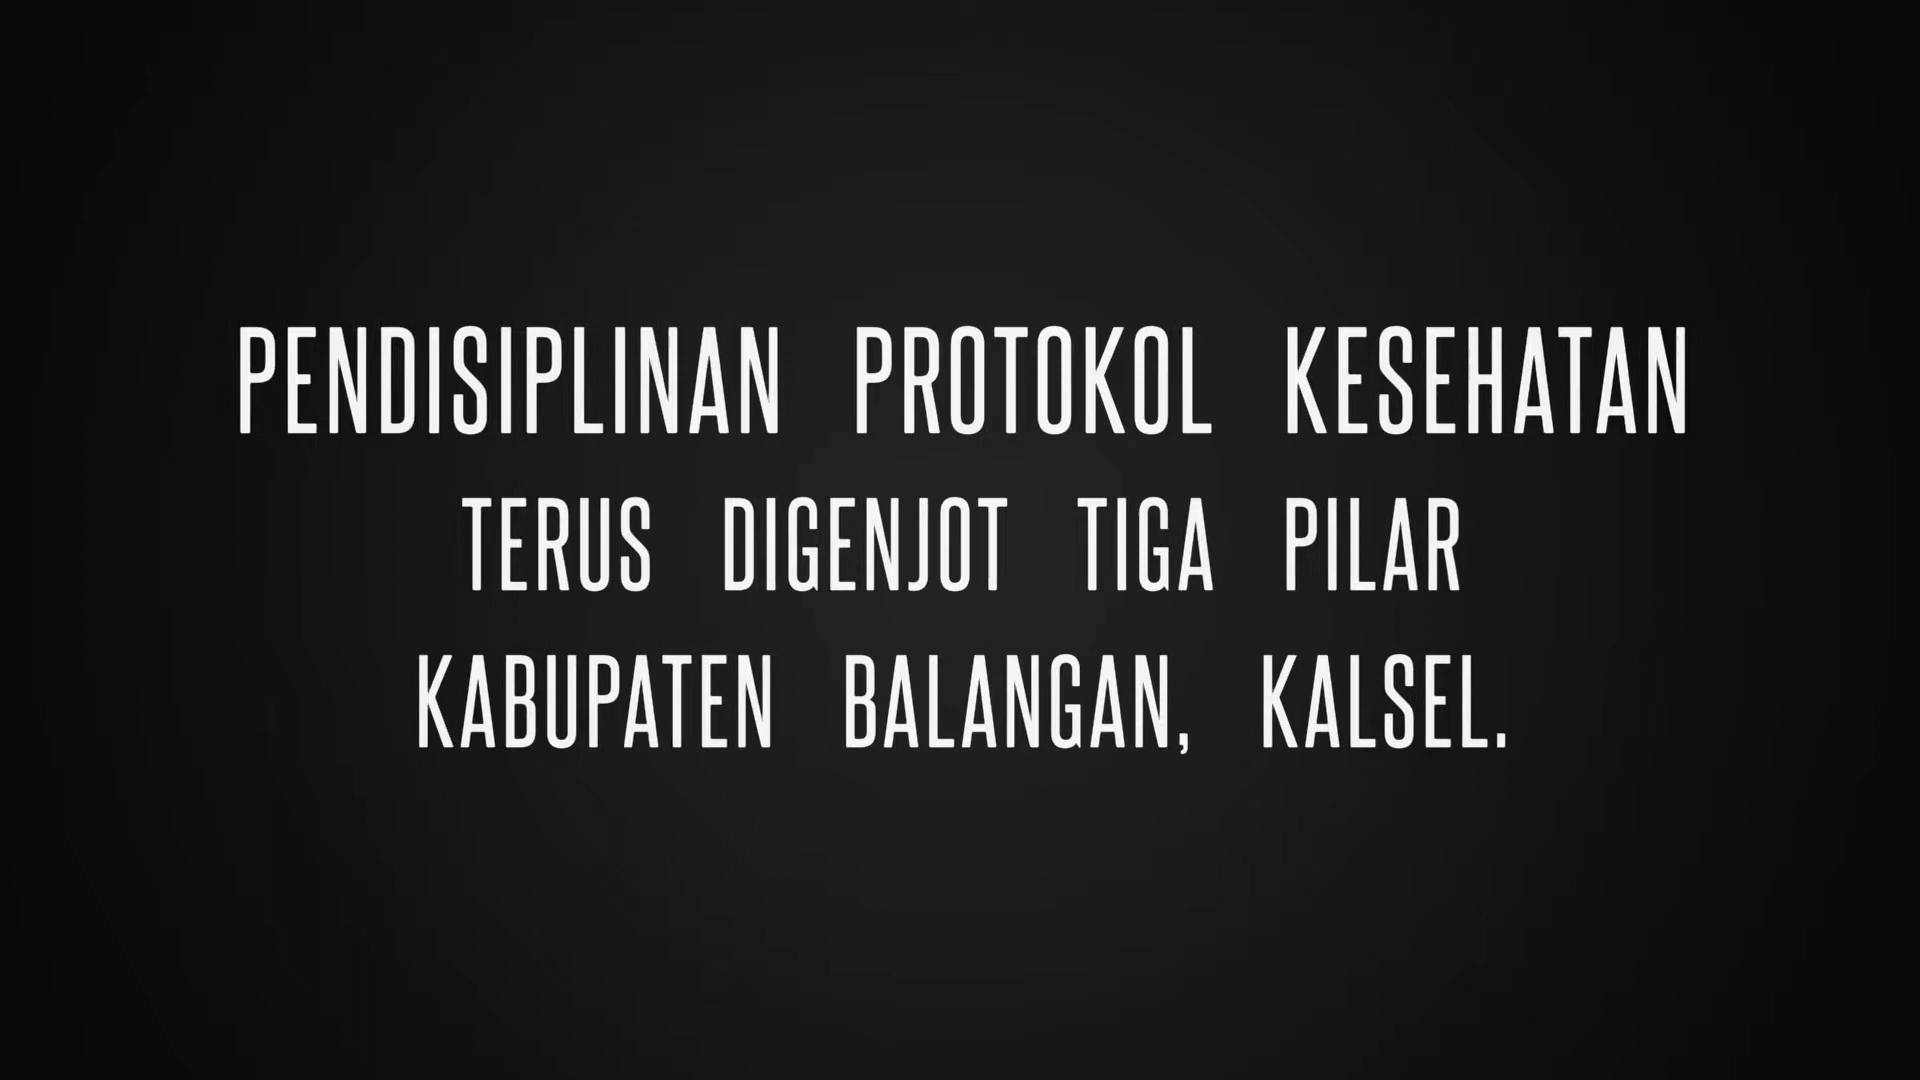 PENDISIPLINAN PROTOKOL KESEHATAN
TERUS DIGENJOT TIGA PILAR
KABUPATEN BALANGAN, KALSEL.